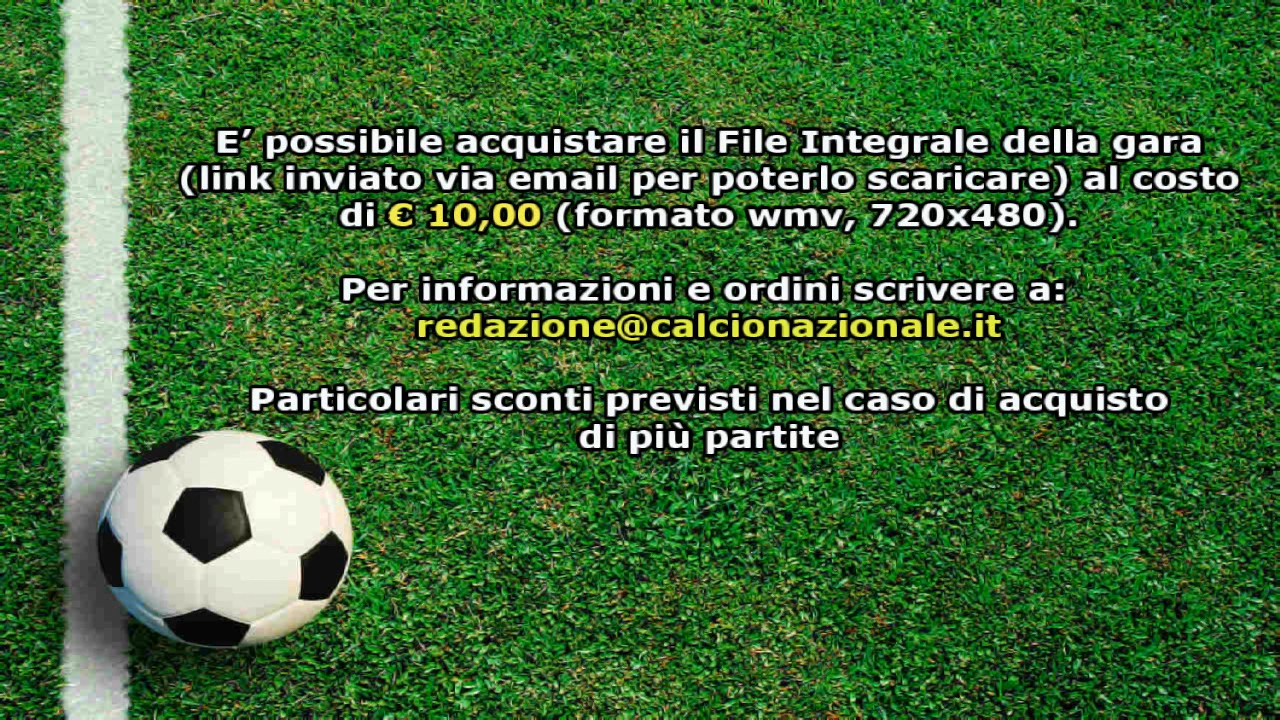 E’ possibile acquistare il File Integrale della gara
(link inviato via email per poterlo scaricare) al costo
di € 10,00 (formato wmv, 720x480).
Per informazioni e ordini scrivere a:
redazione@calcionazionale.it
Particolari sconti previsti nel caso di acquisto
di più partite